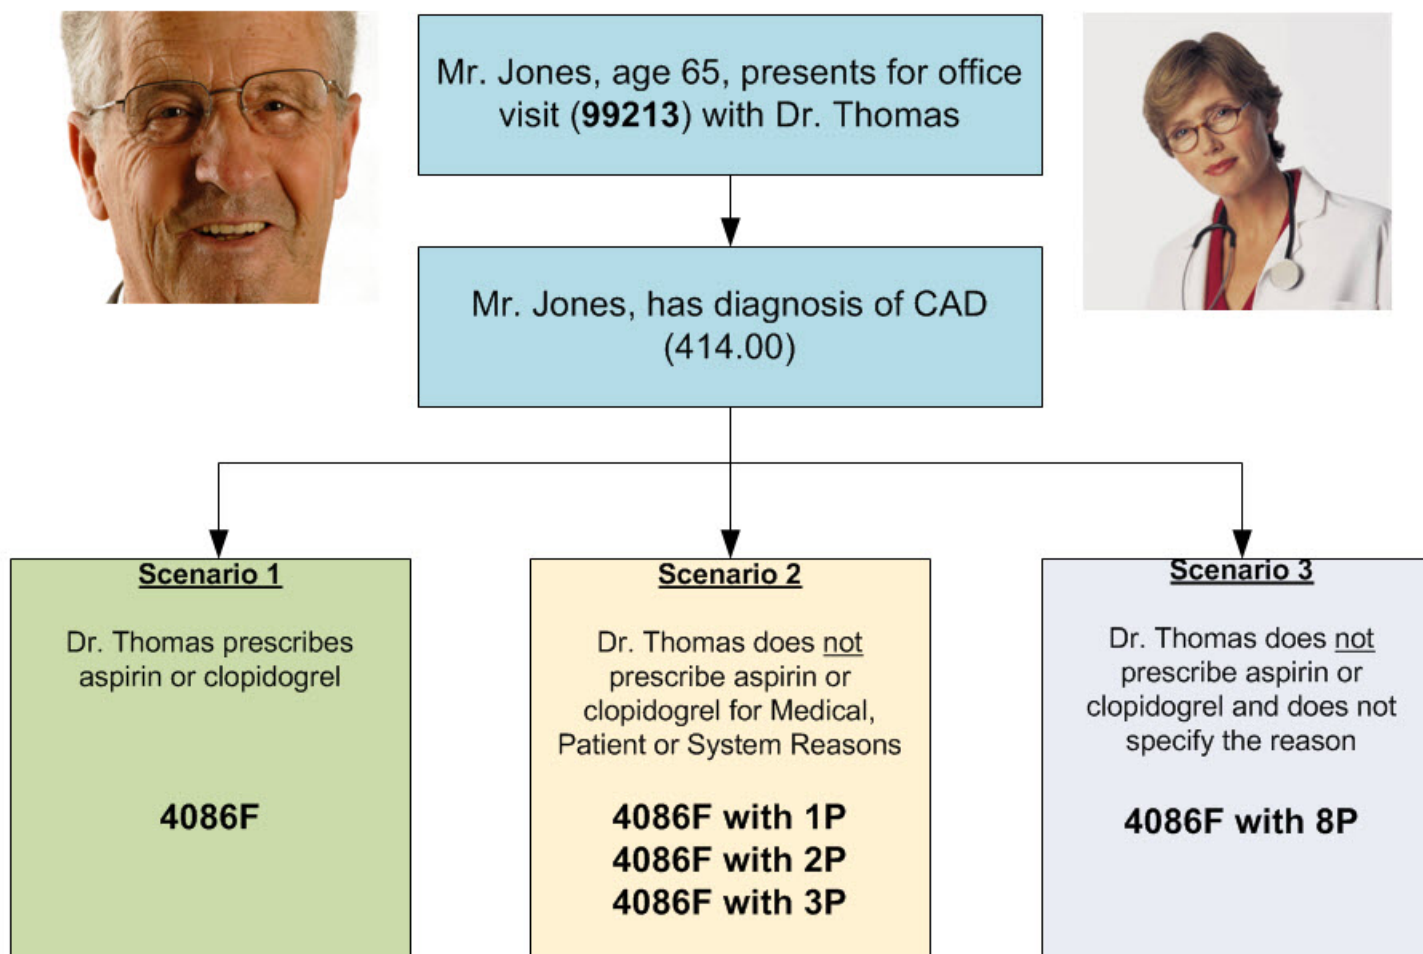 Mr. Jones, age 65, presents for office
visit (99213) with Dr. Thomas
Mr. Jones, has diagnosis of CAD
(414.00)
Scenario 1
Dr. Thomas prescribes
aspirin or clopidogrel
4086F
Scenario 2
Dr. Thomas does not
prescribe aspirin or
clopidogrel for Medical,
Patient or System Reasons
4086F with 1P
4086F with 2P
4086F with 3P
Scenario 3
Dr. Thomas does not
prescribe aspirin or
clopidogrel and does not
specify the reason
4086F with 8P